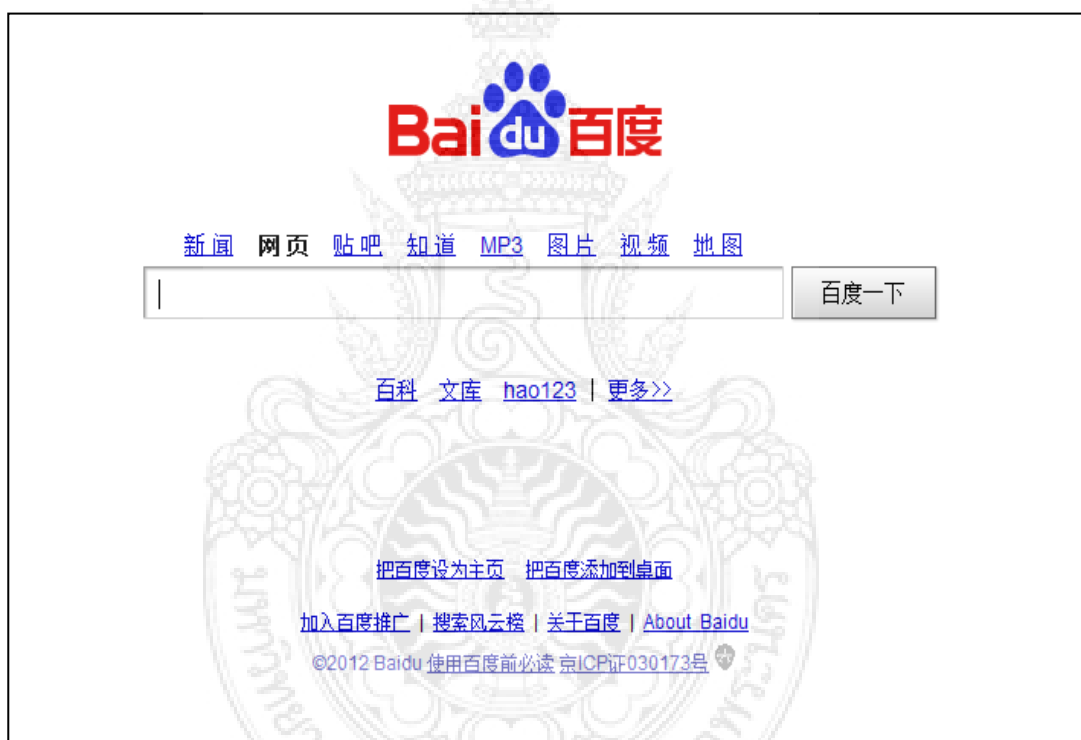 Bai du 百度
新闻 网页 贴吧 知道 MP3 图片 视频 地图
百度一下
百科 文库 hao123 | 更多>>
把百度设为主页 把百度添加到桌面
加入百度推广 | 搜索风云榜 | 关于百度 | About Baidu
©2012 Baidu 使用百度前必读 京ICP证030173号